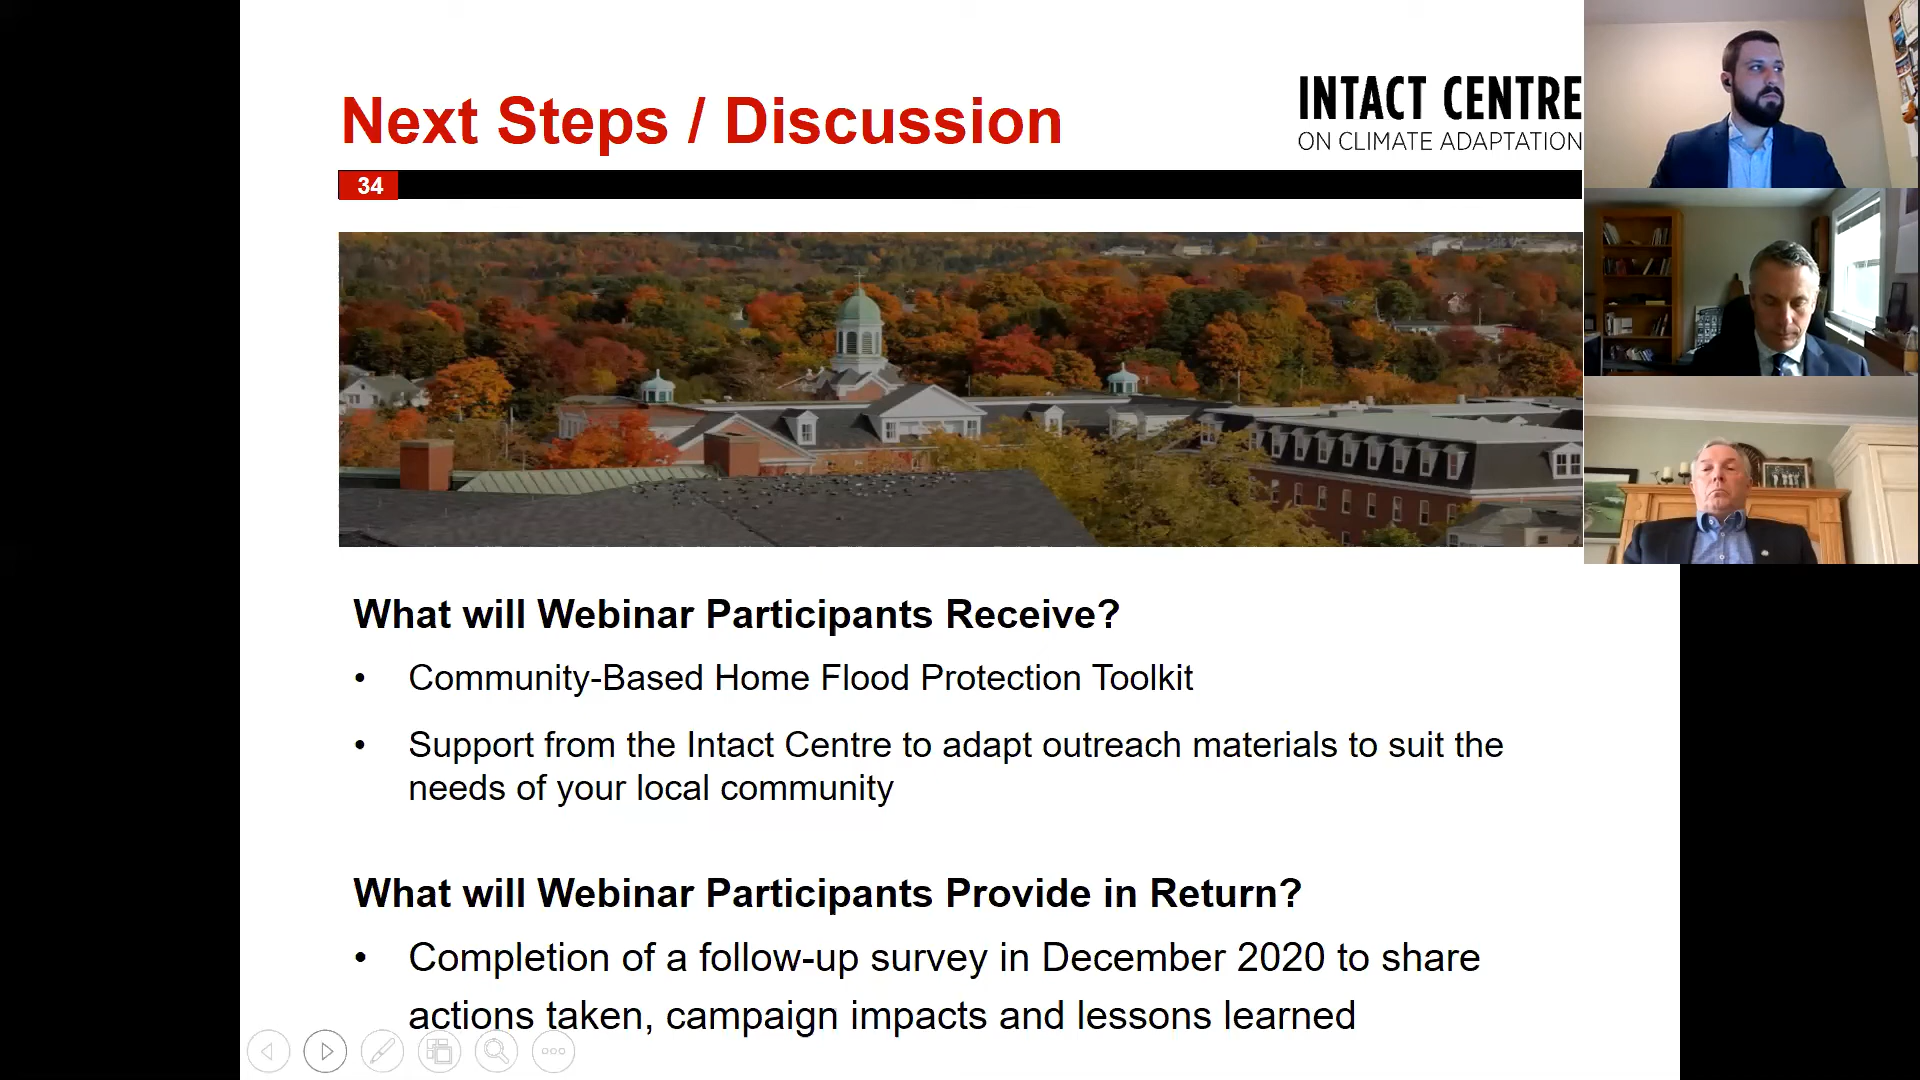 Next Steps / Discussion
INTACT CENTRE
ON CLIMATE ADAPTATION
34
What will Webinar Participants Receive?
• Community-Based Home Flood Protection Toolkit
• Support from the Intact Centre to adapt outreach materials to suit the
needs of your local community
What will Webinar Participants Provide in Return?
• Completion of a follow-up survey in December 2020 to share
actions taken, campaign impacts and lessons learned